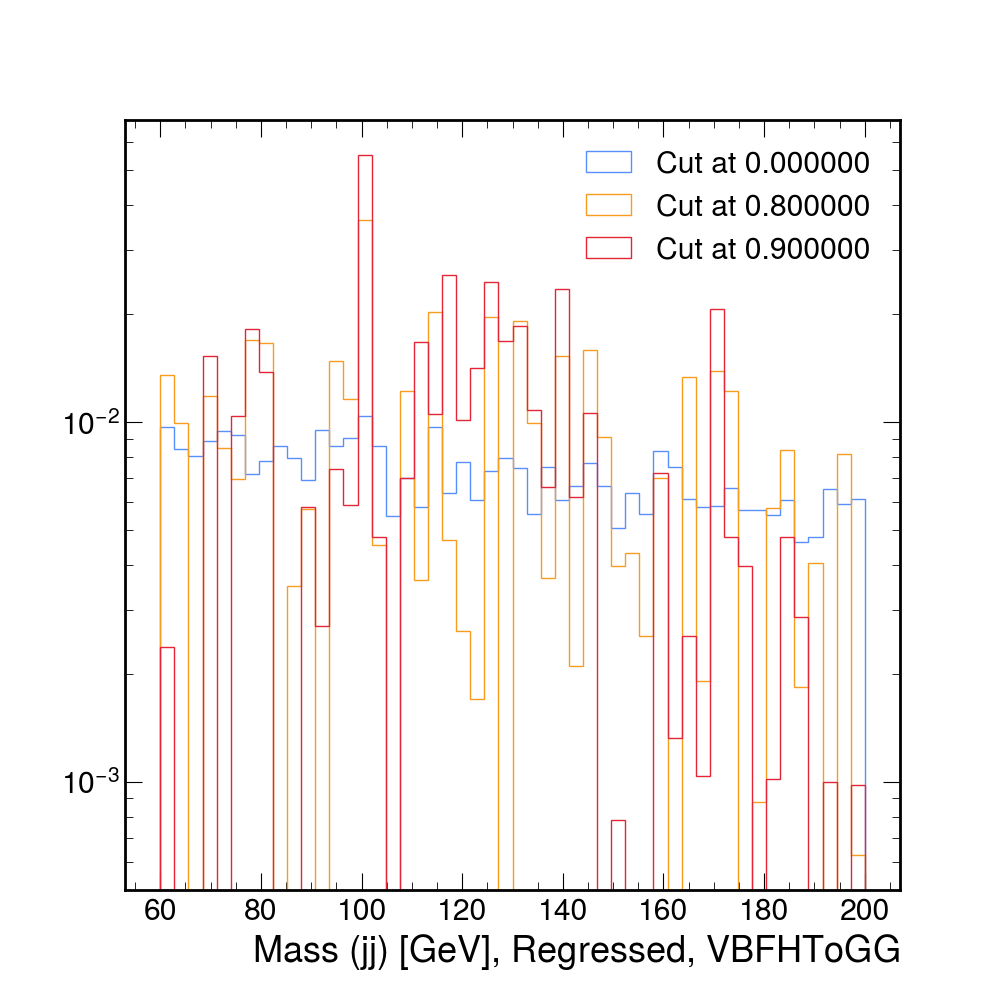 Cut at 0.000000
Cut at 0.800000
Cut at 0.900000
10⁻²
10⁻³
60 80 100 120 140 160 180 200
Mass (jj) [GeV], Regressed, VBFHToGG